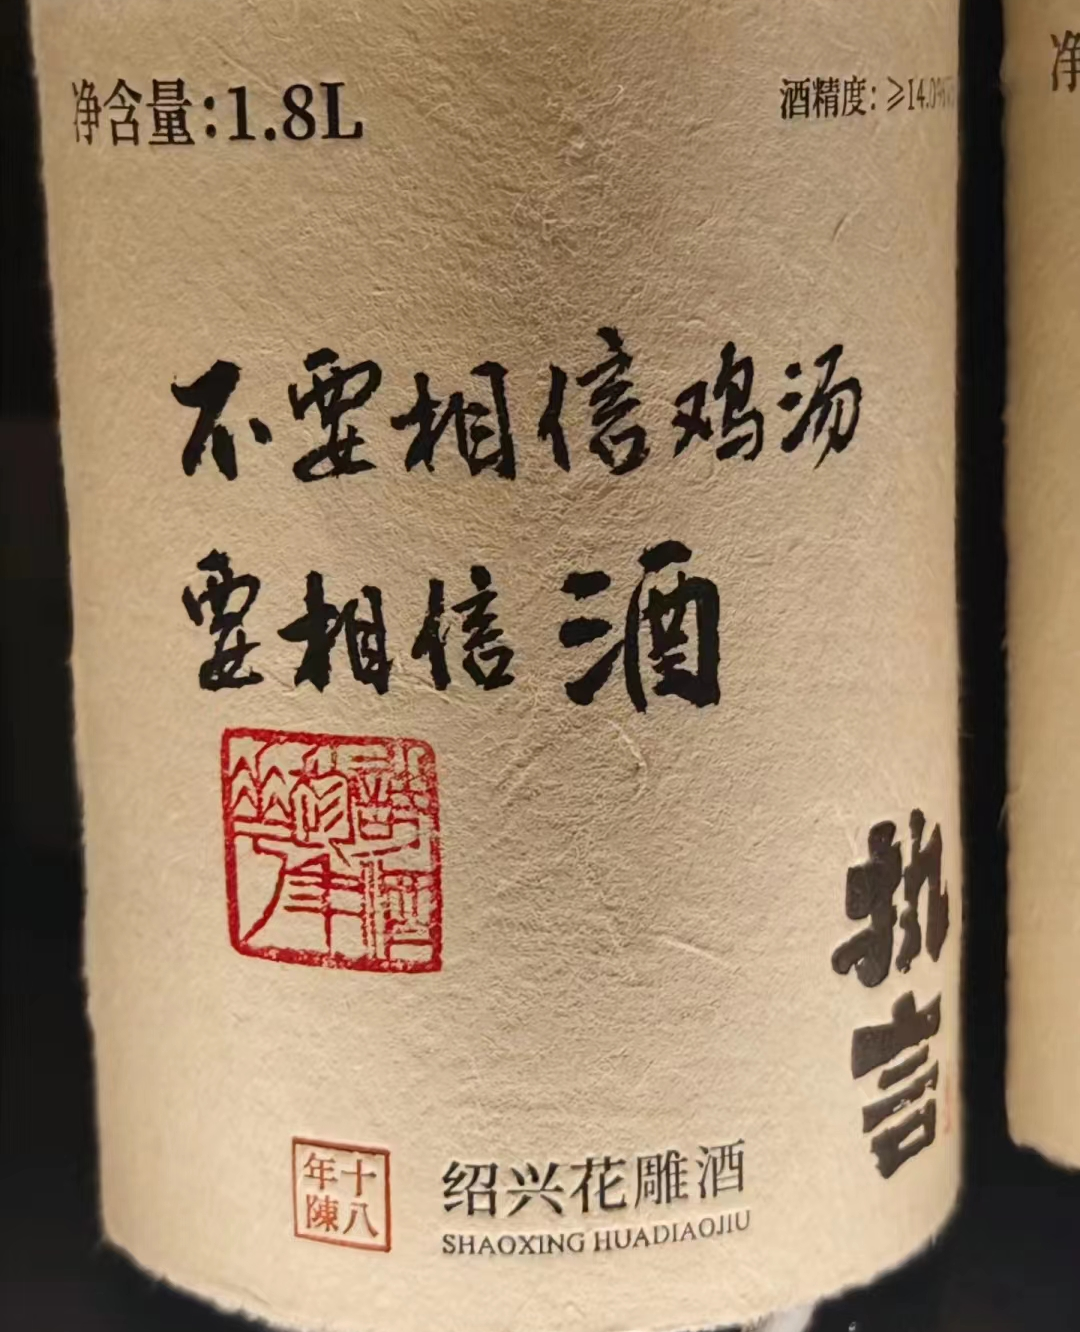 净含量:1.8L
酒精度: ≥14.0%
净
不要相信鸡汤
要相信酒
执言
十八
年陳
绍兴花雕酒
SHAOXING HUADIAOJIU